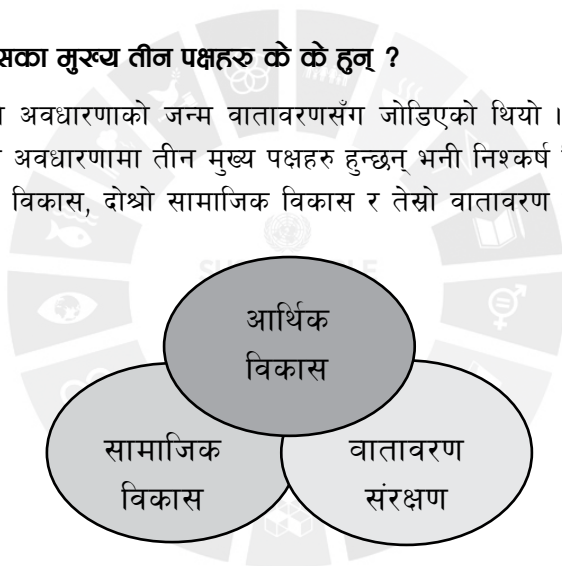 सका मुख्य तीन पक्षहरु के के हुन् ?
अवधारणाको जन्म वातावरणसँग जोडिएको थियो ।
अवधारणामा तीन मुख्य पक्षहरु हुन्छन् भनी निश्कर्ष
विकास, दोश्रो सामाजिक विकास र तेस्रो वातावरण
आर्थिक
विकास
सामाजिक
विकास
वातावरण
संरक्षण